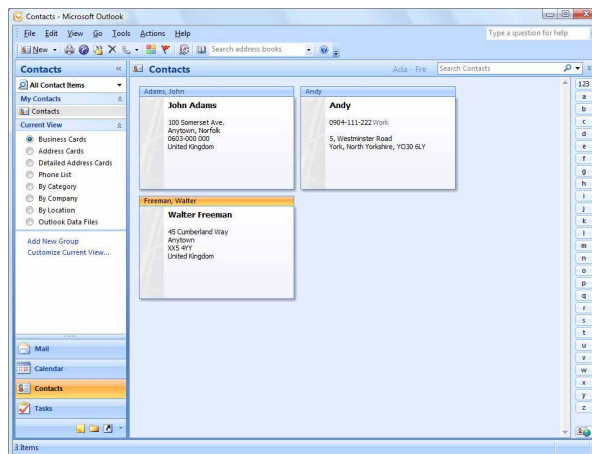 Contacts - Microsoft Outlook
File Edit View Go Tools Actions Help
Type a question for help
New
Search address books
Contacts
Contacts
Ada - Fre
Search Contacts
All Contact Items
My Contacts
Contacts
Current View
Business Cards
Address Cards
Detailed Address Cards
Phone List
By Category
By Company
By Location
Outlook Data Files
Add New Group
Customize Current View...
Mail
Calendar
Contacts
Tasks
3 Items
Adams, John
John Adams
100 Somerset Ave.
Anytown, Norfolk
0603-000 000
United Kingdom
Andy
Andy
0904-111-222 Work
5, Westminster Road
York, North Yorkshire, YO30 6LY
Freeman, Walter
Walter Freeman
45 Cumberland Way
Anytown
XX5 4YY
United Kingdom
123
a
b
c
d
e
f
g
h
i
j
k
l
m
n
o
p
q
r
s
t
u
v
w
x
y
z